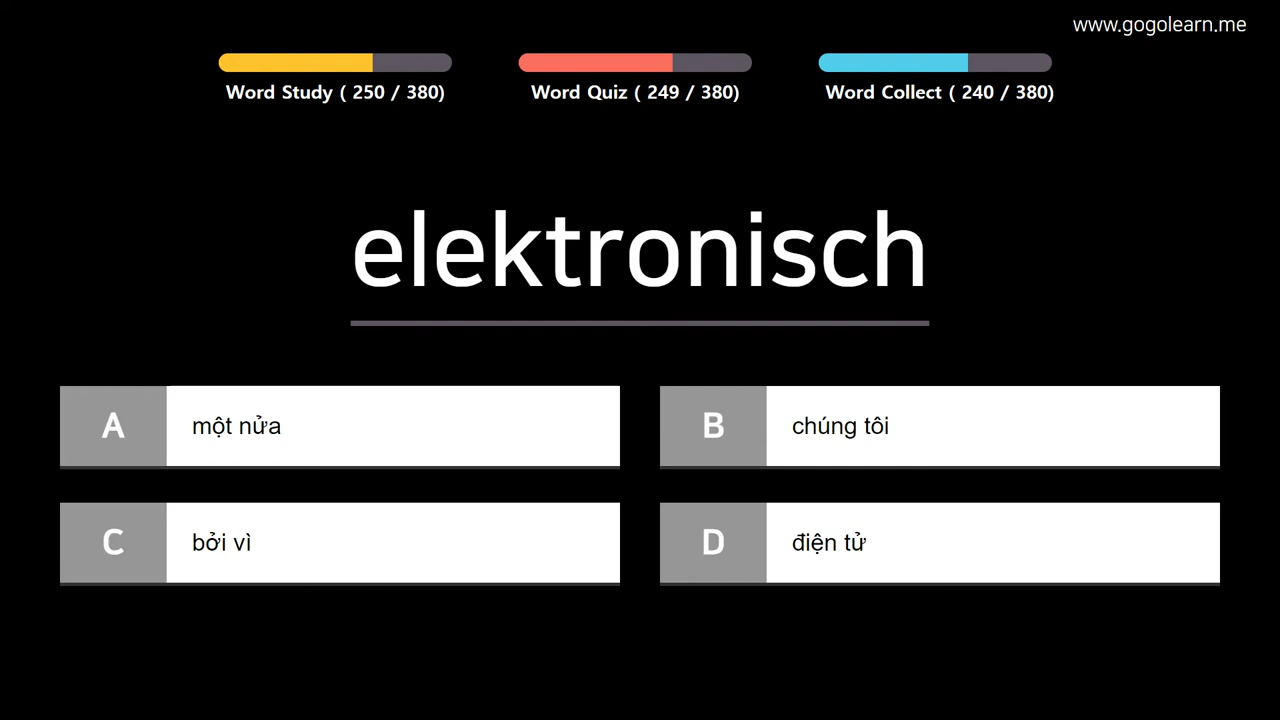 www.gogolearn.me
Word Study ( 250 / 380)
Word Quiz ( 249 / 380)
Word Collect ( 240 / 380)
elektronisch
A một nửa
B chúng tôi
C bởi vì
D điện tử